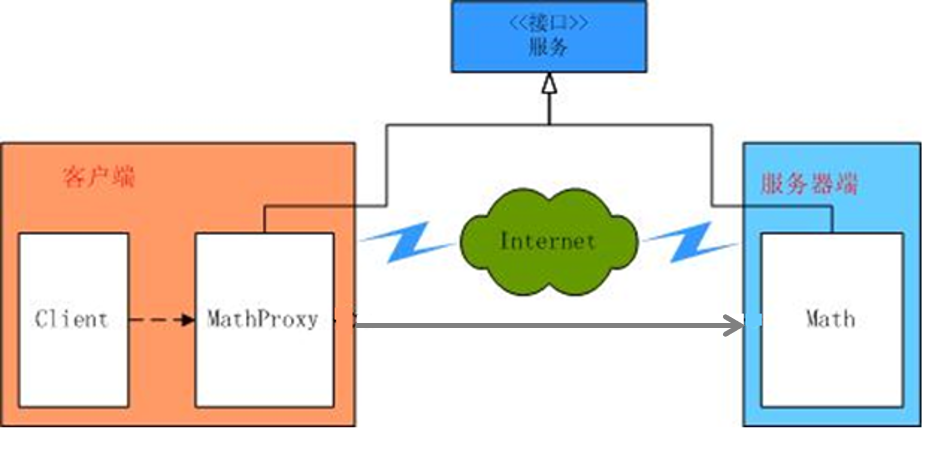 <<接口>>
服务
客户端
服务器端
Internet
Client
MathProxy
Math